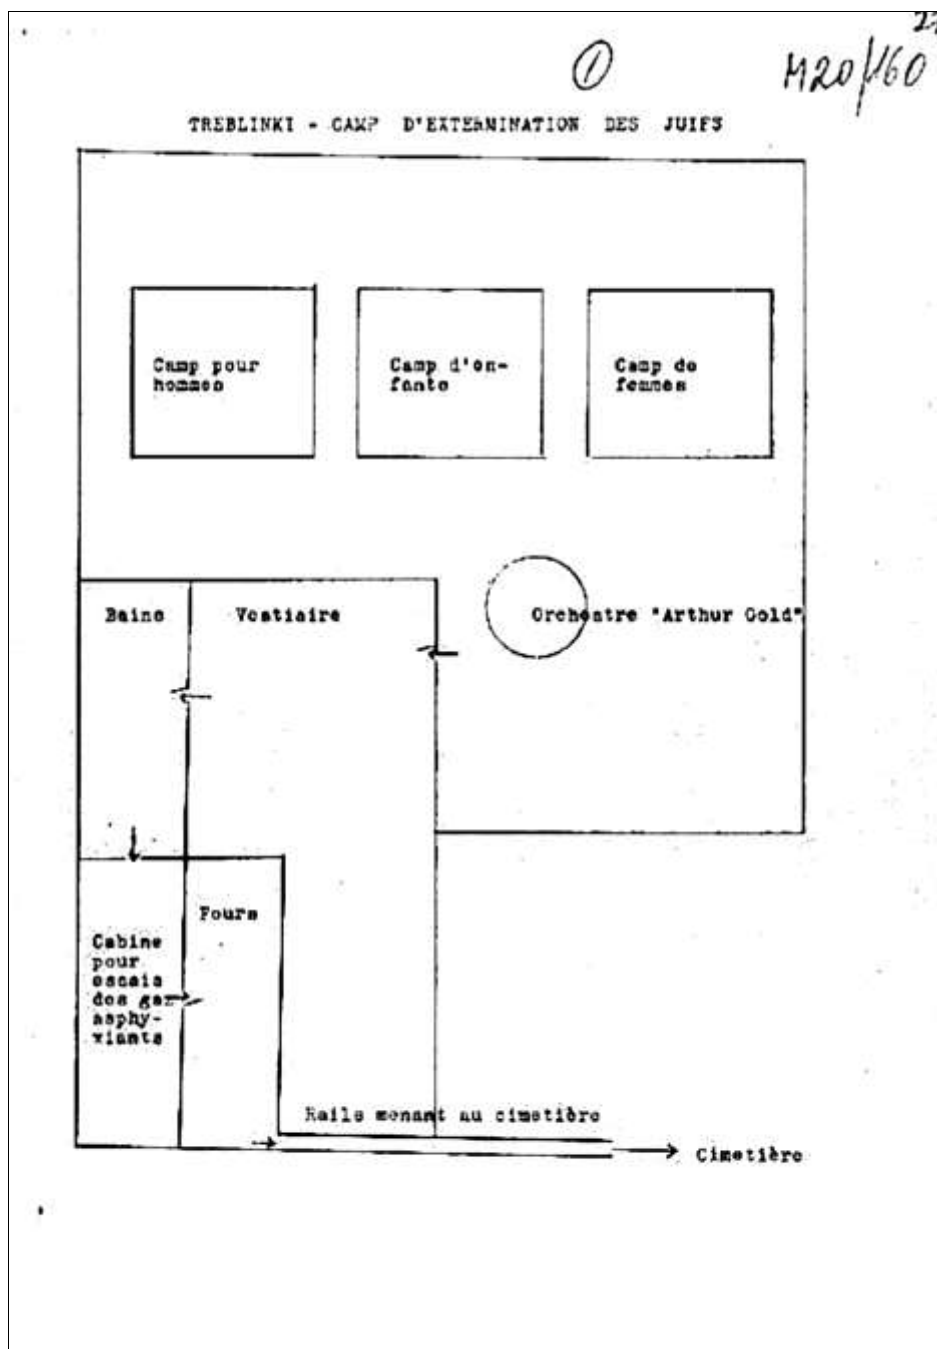 27
①
M20/160
TREBLINKI - CAMP D'EXTERMINATION DES JUIFS
Camp pour
hommes
Camp d'en-
fants
Camp de
femmes
Bains
Vestiaire
Orchestre "Arthur Gold"
Fours
Cabine
pour
essais
des gaz
asphy-
xiants
Rails menant au cimetière
Cimetière